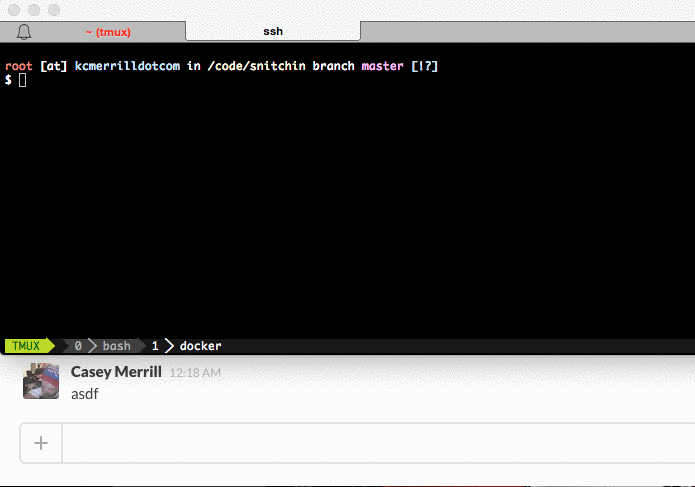 ~ (tmux)
ssh
root [at] kcmerrilldotcom in /code/snitchin branch master [!?]
$
TMUX 0 bash 1 docker
Casey Merrill 12:18 AM
asdf
+